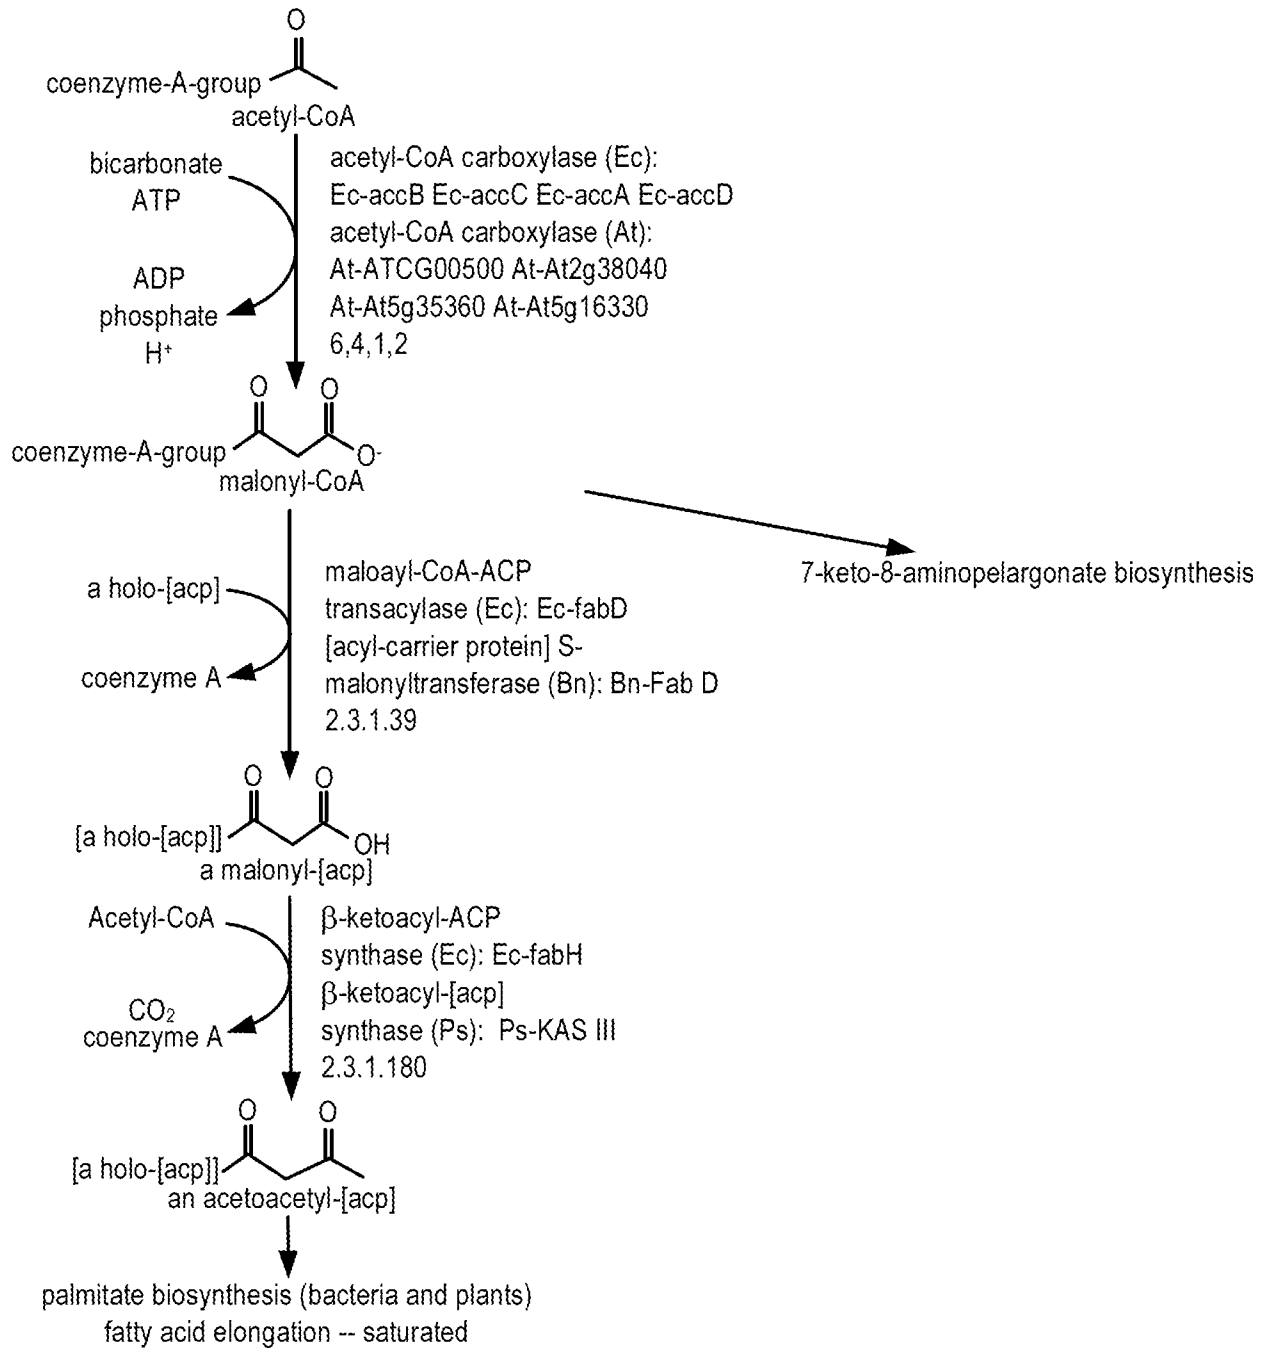 O
coenzyme-A-group
acetyl-CoA
bicarbonate
ATP
ADP
phosphate
H⁺
acetyl-CoA carboxylase (Ec):
Ec-accB Ec-accC Ec-accA Ec-accD
acetyl-CoA carboxylase (At):
At-ATCG00500 At-At2g38040
At-At5g35360 At-At5g16330
6,4,1,2
O O
coenzyme-A-group O⁻
malonyl-CoA
7-keto-8-aminopelargonate biosynthesis
a holo-[acp]
coenzyme A
maloayl-CoA-ACP
transacylase (Ec): Ec-fabD
[acyl-carrier protein] S-
malonyltransferase (Bn): Bn-Fab D
2.3.1.39
O O
[a holo-[acp]] OH
a malonyl-[acp]
Acetyl-CoA
CO₂
coenzyme A
β-ketoacyl-ACP
synthase (Ec): Ec-fabH
β-ketoacyl-[acp]
synthase (Ps): Ps-KAS III
2.3.1.180
O O
[a holo-[acp]]
an acetoacetyl-[acp]
palmitate biosynthesis (bacteria and plants)
fatty acid elongation -- saturated